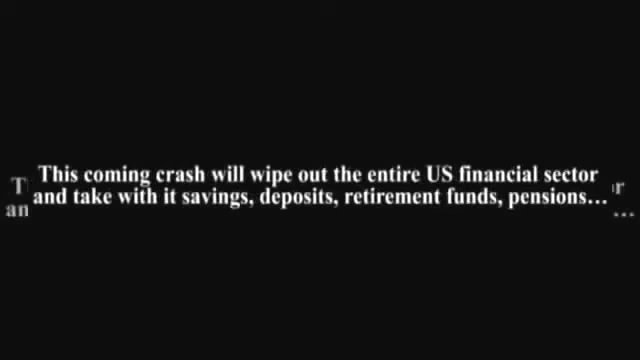 This coming crash will wipe out the entire US financial sector
and take with it savings, deposits, retirement funds, pensions...